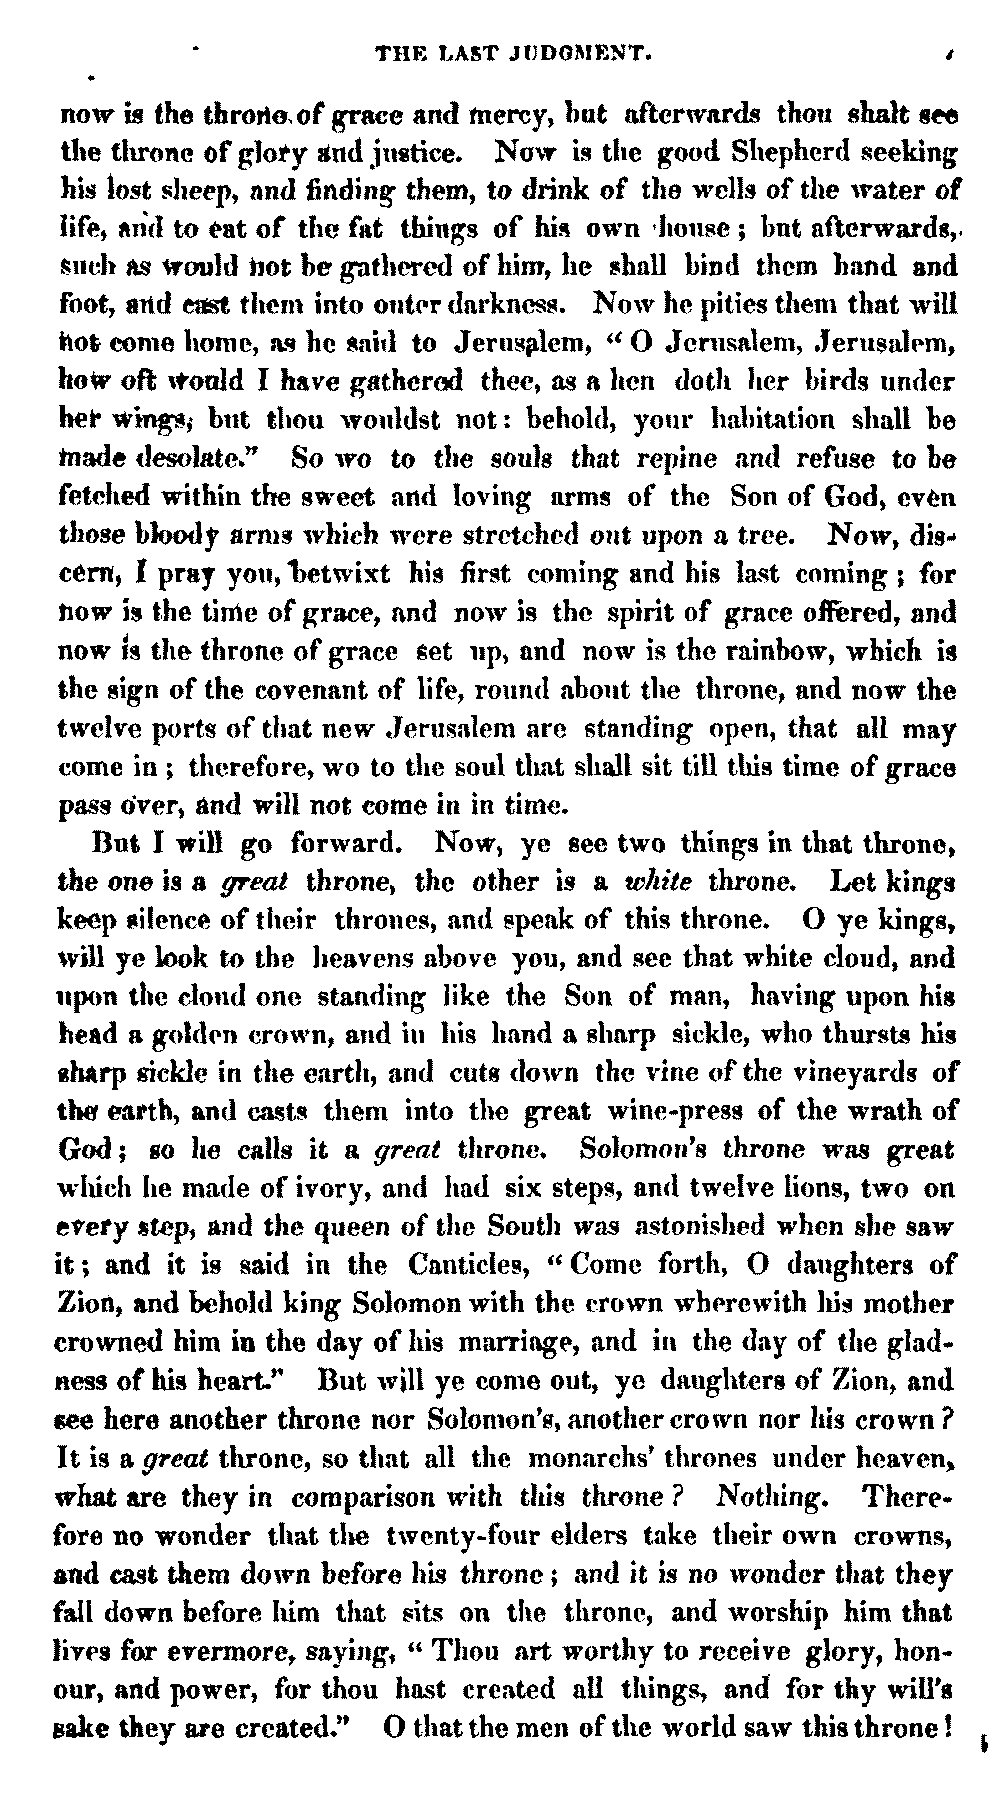 THE LAST JUDGMENT.
now is the throne of grace and mercy, but afterwards thou shalt see
the throne of glory and justice. Now is the good Shepherd seeking
his lost sheep, and finding them, to drink of the wells of the water of
life, and to eat of the fat things of his own house; but afterwards,
such as would not be gathered of him, he shall bind them hand and
foot, and cast them into outer darkness. Now he pities them that will
not come home, as he said to Jerusalem, “O Jerusalem, Jerusalem,
how oft would I have gathered thee, as a hen doth her birds under
her wings, but thou wouldst not: behold, your habitation shall be
made desolate.” So wo to the souls that repine and refuse to be
fetched within the sweet and loving arms of the Son of God, even
those bloody arms which were stretched out upon a tree. Now, dis-
cern, I pray you, betwixt his first coming and his last coming; for
now is the time of grace, and now is the spirit of grace offered, and
now is the throne of grace set up, and now is the rainbow, which is
the sign of the covenant of life, round about the throne, and now the
twelve ports of that new Jerusalem are standing open, that all may
come in; therefore, wo to the soul that shall sit till this time of grace
pass over, and will not come in in time.
But I will go forward. Now, ye see two things in that throne,
the one is a great throne, the other is a white throne. Let kings
keep silence of their thrones, and speak of this throne. O ye kings,
will ye look to the heavens above you, and see that white cloud, and
upon the cloud one standing like the Son of man, having upon his
head a golden crown, and in his hand a sharp sickle, who thursts his
sharp sickle in the earth, and cuts down the vine of the vineyards of
the earth, and casts them into the great wine-press of the wrath of
God; so he calls it a great throne. Solomon's throne was great
which he made of ivory, and had six steps, and twelve lions, two on
every step, and the queen of the South was astonished when she saw
it; and it is said in the Canticles, “Come forth, O daughters of
Zion, and behold king Solomon with the crown wherewith his mother
crowned him in the day of his marriage, and in the day of the glad-
ness of his heart.” But will ye come out, ye daughters of Zion, and
see here another throne nor Solomon's, another crown nor his crown?
It is a great throne, so that all the monarchs' thrones under heaven,
what are they in comparison with this throne? Nothing. There-
fore no wonder that the twenty-four elders take their own crowns,
and cast them down before his throne; and it is no wonder that they
fall down before him that sits on the throne, and worship him that
lives for evermore, saying, “Thou art worthy to receive glory, hon-
our, and power, for thou hast created all things, and for thy will's
sake they are created.” O that the men of the world saw this throne!